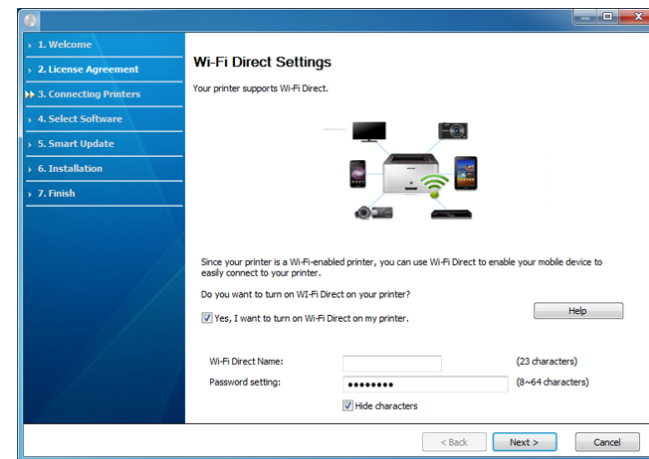 1. Welcome
2. License Agreement
3. Connecting Printers
4. Select Software
5. Smart Update
6. Installation
7. Finish
Wi-Fi Direct Settings
Your printer supports Wi-Fi Direct.
Since your printer is a Wi-Fi-enabled printer, you can use Wi-Fi Direct to enable your mobile device to
easily connect to your printer.
Do you want to turn on WI-Fi Direct on your printer?
Yes, I want to turn on Wi-Fi Direct on my printer.
Help
Wi-Fi Direct Name: (23 characters)
Password setting: ●●●●●●●● (8~64 characters)
Hide characters
< Back Next > Cancel